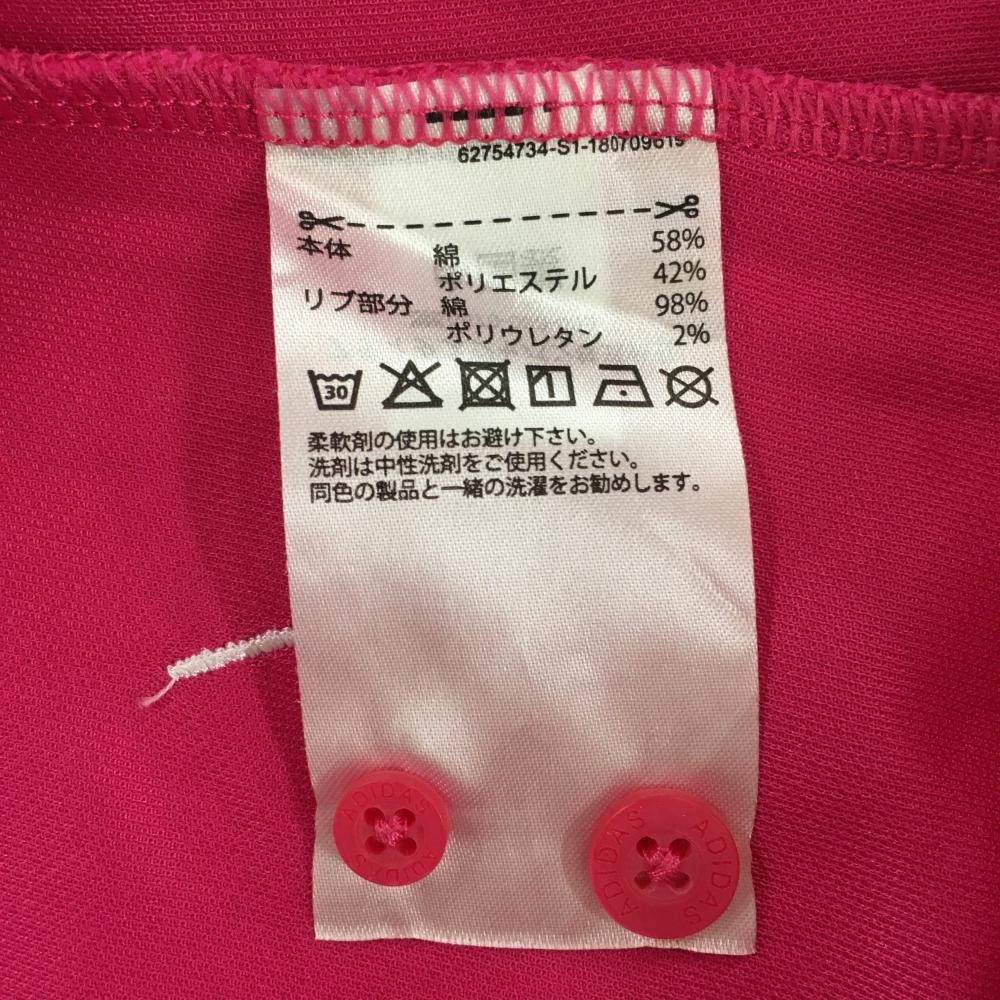 62754734-S1-180709619
本体 綿 58%
ポリエステル 42%
リブ部分 綿 98%
ポリウレタン 2%
30
柔軟剤の使用はお避け下さい。
洗剤は中性洗剤をご使用ください。
同色の製品と一緒の洗濯をお勧めします。
ADIDAS ADIDAS
ADIDAS ADIDAS